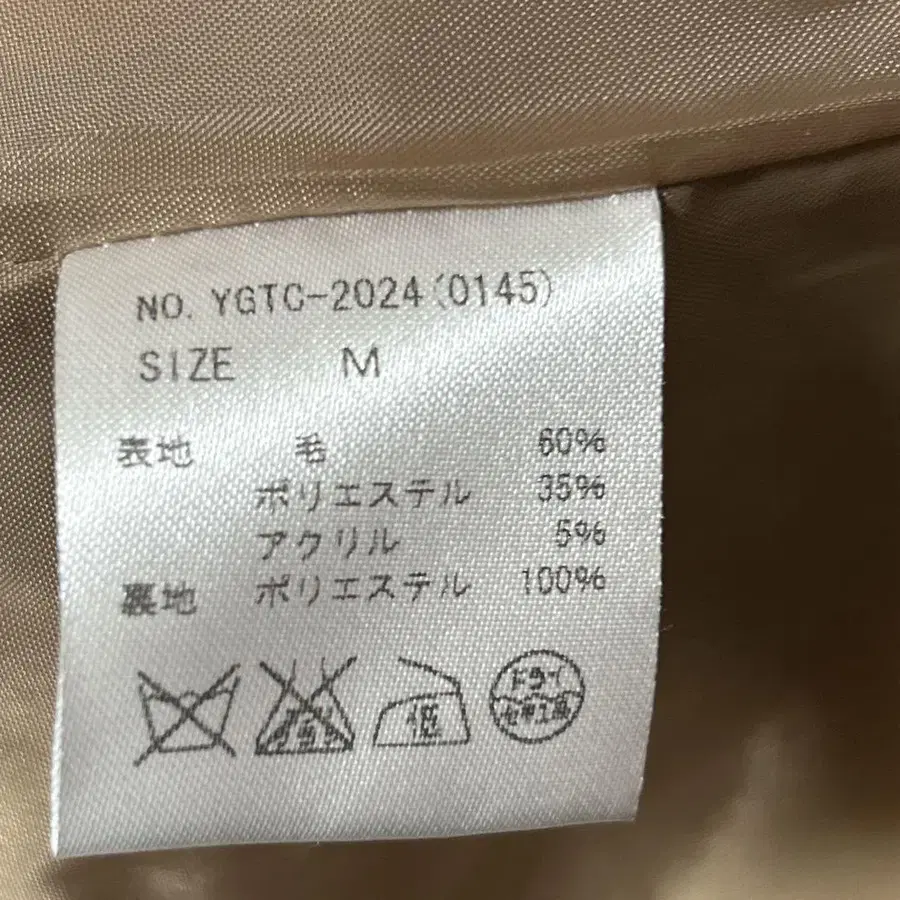 NO. YGTC-2024(0145)
SIZE M
表地 毛 60%
ポリエステル 35%
アクリル 5%
裏地 ポリエステル 100%
低 ドライ